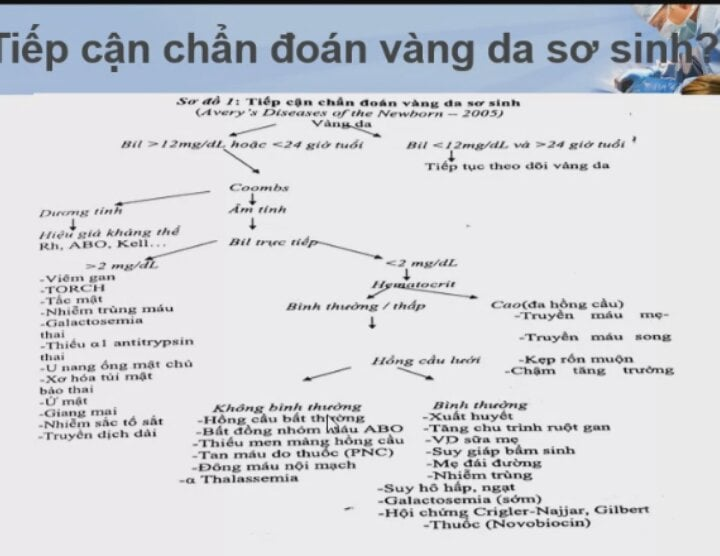 Tiếp cận chẩn đoán vàng da sơ sinh?
Sơ đồ 1: Tiếp cận chẩn đoán vàng da sơ sinh
(Avery's Diseases of the Newborn – 2005)
Vàng da
Bil >12mg/dL hoặc <24 giờ tuổi
Bil <12mg/dL và >24 giờ tuổi
Tiếp tục theo dõi vàng da
Coombs
Dương tính
Âm tính
Hiệu giá kháng thể
Rh, ABO, Kell...
Bil trực tiếp
>2 mg/dL
<2 mg/dL
-Viêm gan
-TORCH
-Tắc mật
-Nhiễm trùng máu
-Galactosemia
thai
-Thiếu α1 antitrypsin
thai
-U nang ống mật chủ
-Xơ hóa túi mật
bào thai
-Ứ mật
-Giang mai
-Nhiễm sắc tố sắt
-Truyền dịch dài
Hematocrit
Bình thường / thấp
Cao(đa hồng cầu)
-Truyền máu mẹ-
-Truyền máu song
-Kẹp rốn muộn
-Chậm tăng trưởng
Hồng cầu lưới
Không bình thường
-Hồng cầu bất thường
-Bất đồng nhóm máu ABO
-Thiếu men màng hồng cầu
-Tan máu do thuốc (PNC)
-Đông máu nội mạch
-α Thalassemia
Bình thường
-Xuất huyết
-Tăng chu trình ruột gan
-VD sữa mẹ
-Suy giáp bẩm sinh
-Mẹ đái đường
-Nhiễm trùng
-Suy hô hấp, ngạt
-Galactosemia (sớm)
-Hội chứng Crigler-Najjar, Gilbert
-Thuốc (Novobiocin)